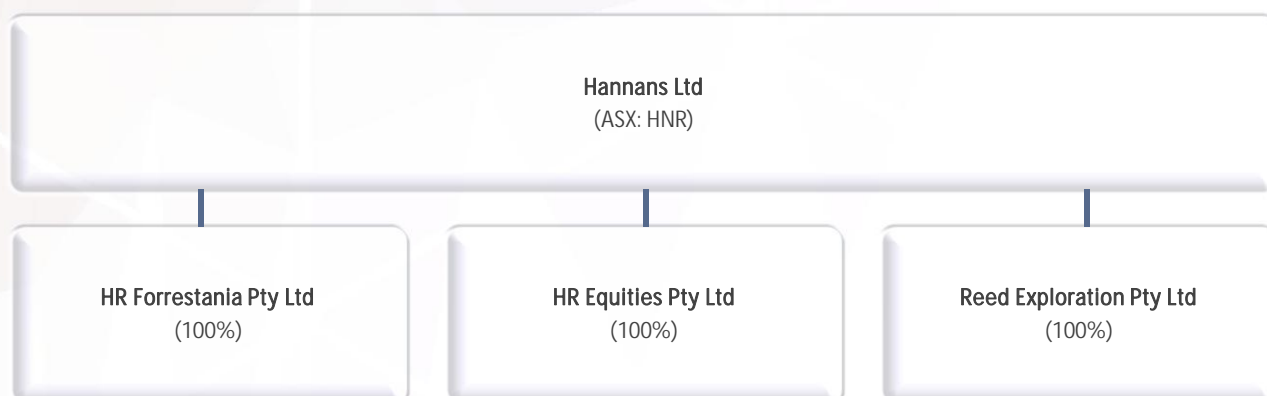 Hannans Ltd
(ASX: HNR)
HR Forrestania Pty Ltd
(100%)
HR Equities Pty Ltd
(100%)
Reed Exploration Pty Ltd
(100%)